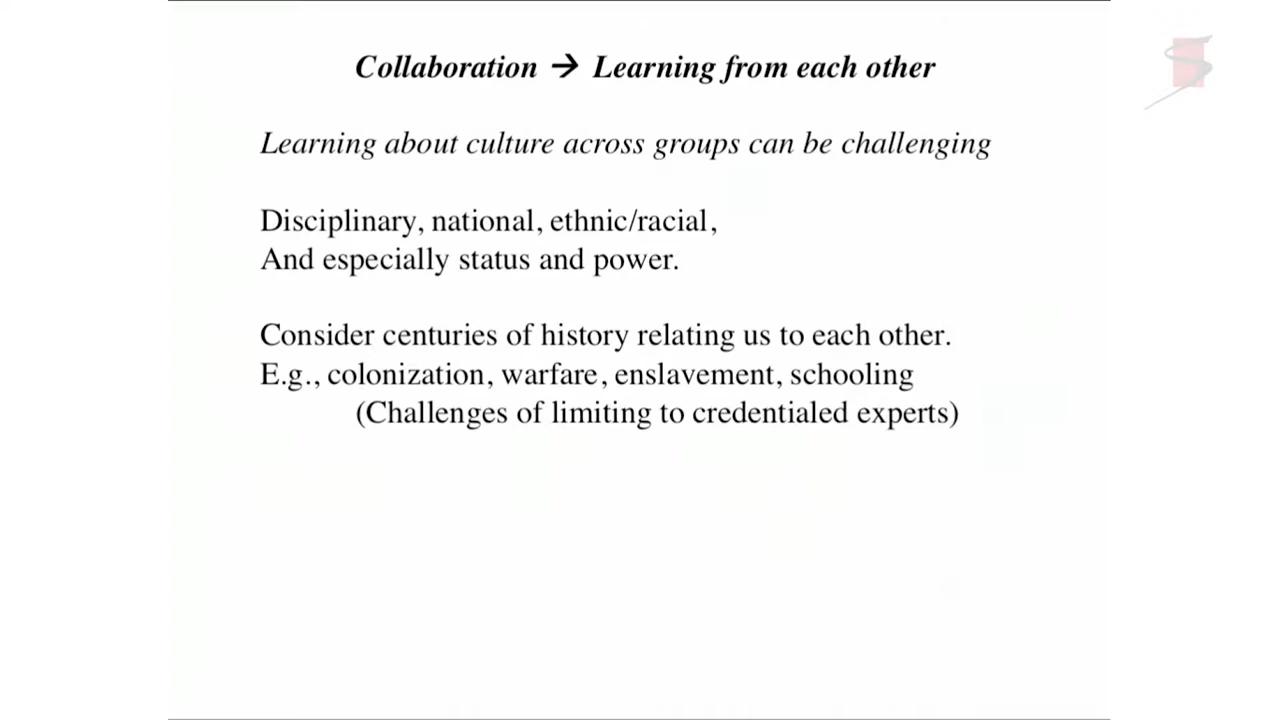 Collaboration → Learning from each other
Learning about culture across groups can be challenging
Disciplinary, national, ethnic/racial,
And especially status and power.
Consider centuries of history relating us to each other.
E.g., colonization, warfare, enslavement, schooling
(Challenges of limiting to credentialed experts)